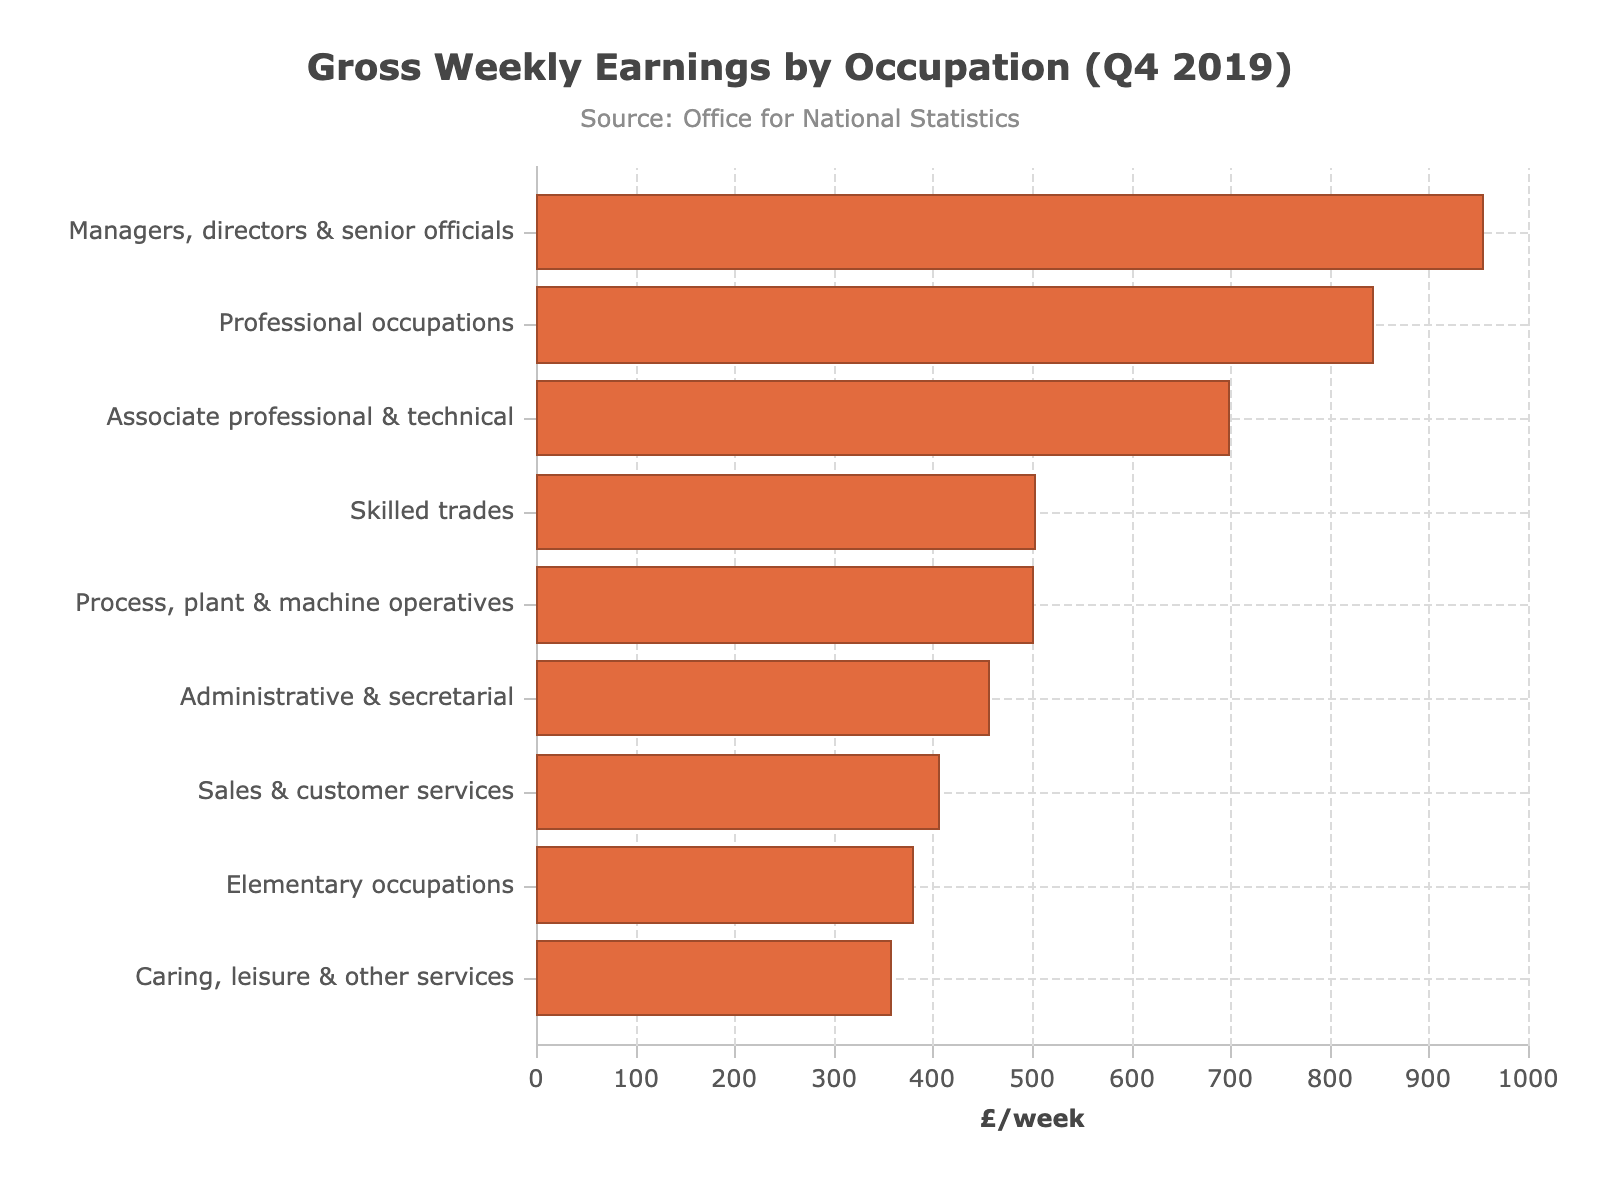 Gross Weekly Earnings by Occupation (Q4 2019)
Source: Office for National Statistics
Managers, directors & senior officials
Professional occupations
Associate professional & technical
Skilled trades
Process, plant & machine operatives
Administrative & secretarial
Sales & customer services
Elementary occupations
Caring, leisure & other services
0 100 200 300 400 500 600 700 800 900 1000
£/week